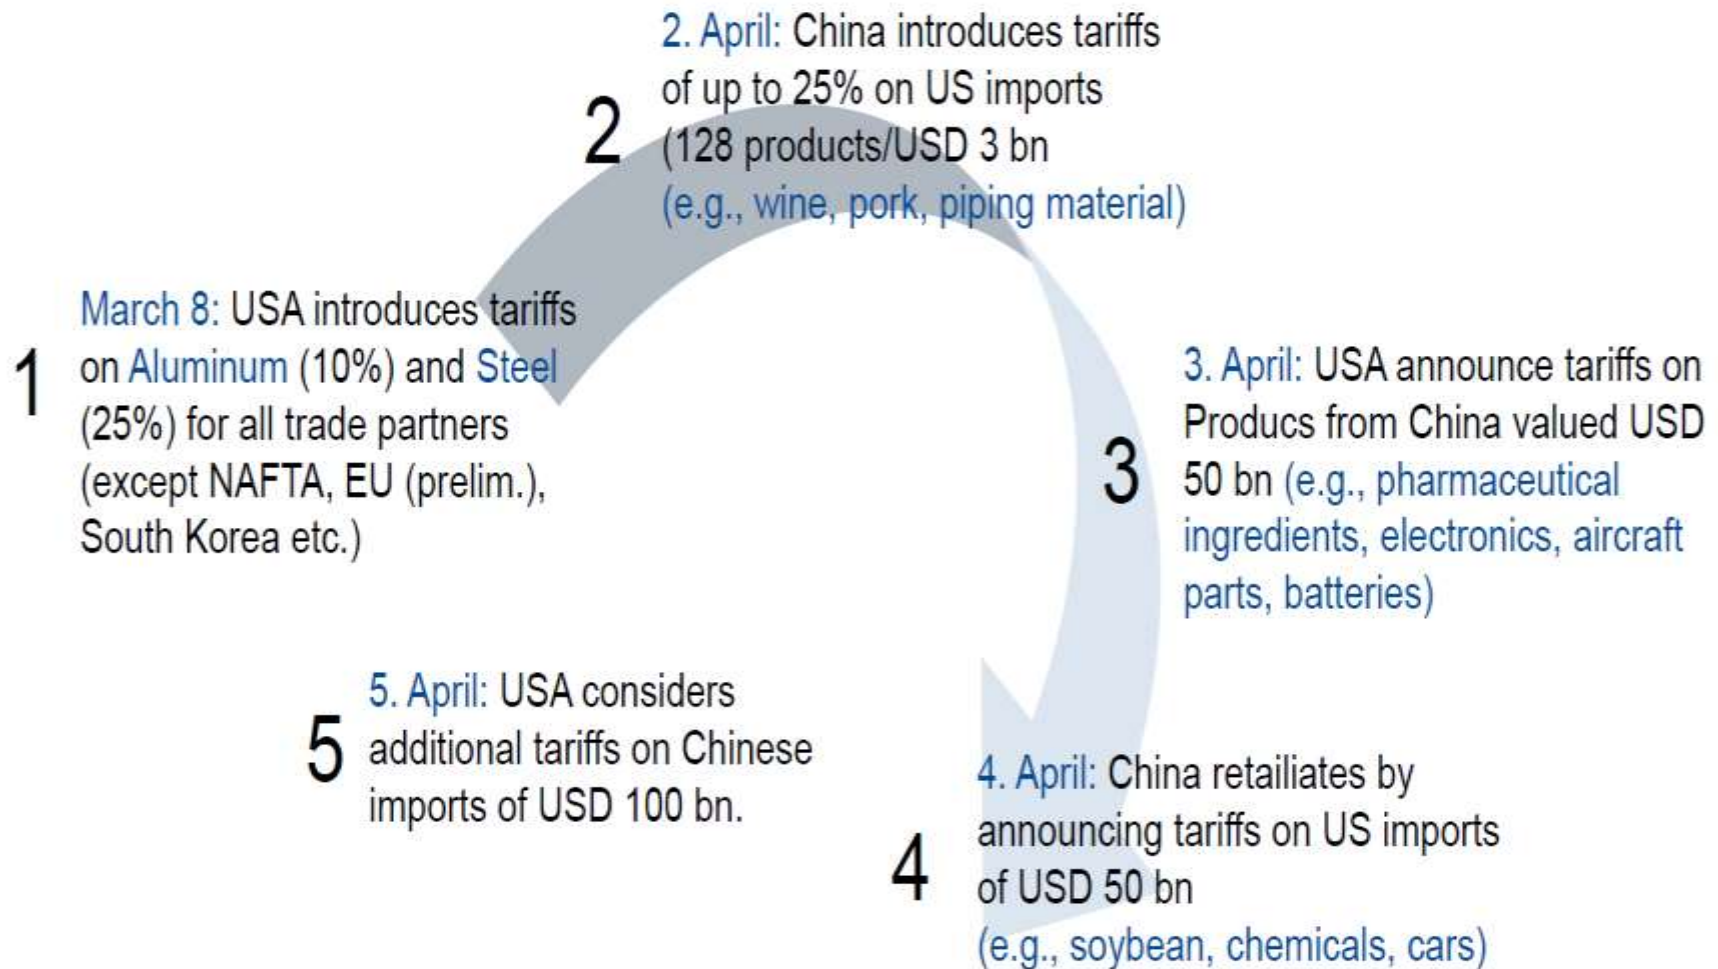 1
March 8: USA introduces tariffs
on Aluminum (10%) and Steel
(25%) for all trade partners
(except NAFTA, EU (prelim.),
South Korea etc.)
2
2. April: China introduces tariffs
of up to 25% on US imports
(128 products/USD 3 bn
(e.g., wine, pork, piping material)
3
3. April: USA announce tariffs on
Producs from China valued USD
50 bn (e.g., pharmaceutical
ingredients, electronics, aircraft
parts, batteries)
4
4. April: China retailiates by
announcing tariffs on US imports
of USD 50 bn
(e.g., soybean, chemicals, cars)
5
5. April: USA considers
additional tariffs on Chinese
imports of USD 100 bn.